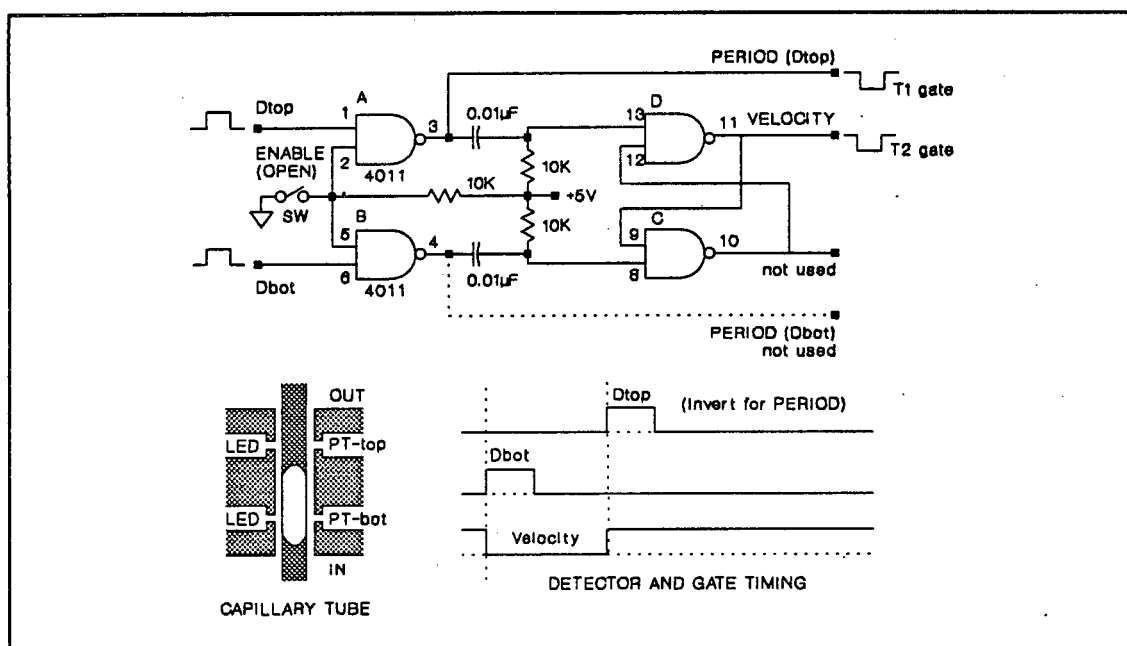 PERIOD (Dtop)
T1 gate
Dtop
1
A
3
0.01µF
13
D
11
VELOCITY
T2 gate
ENABLE
(OPEN)
2
4011
12
10K
10K
+5V
SW
10K
5
B
4
9
C
10
6
4011
0.01µF
8
not used
Dbot
PERIOD (Dbot)
not used
OUT
LED
PT-top
LED
PT-bot
IN
CAPILLARY TUBE
Dtop
(Invert for PERIOD)
Dbot
Velocity
DETECTOR AND GATE TIMING